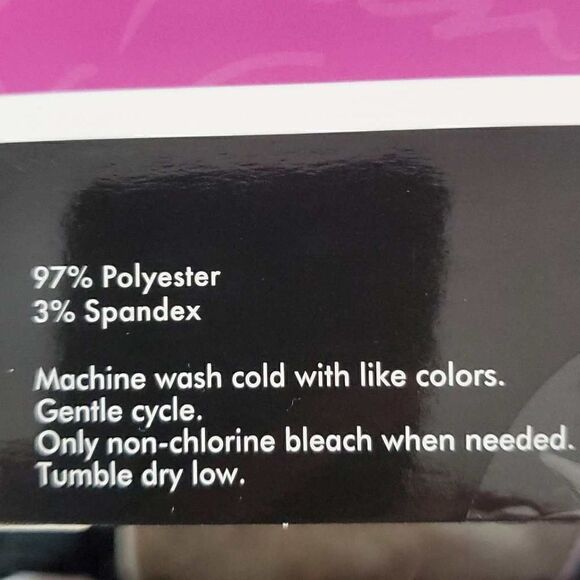 97% Polyester
3% Spandex
Machine wash cold with like colors.
Gentle cycle.
Only non-chlorine bleach when needed.
Tumble dry low.